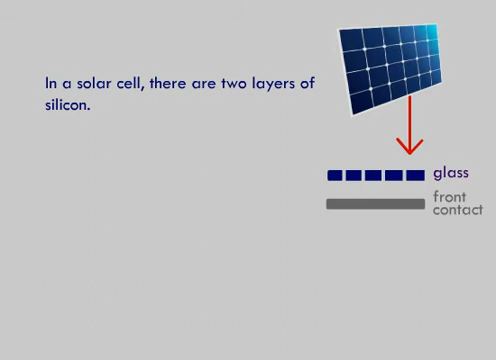 In a solar cell, there are two layers of
silicon.
glass
front
contact